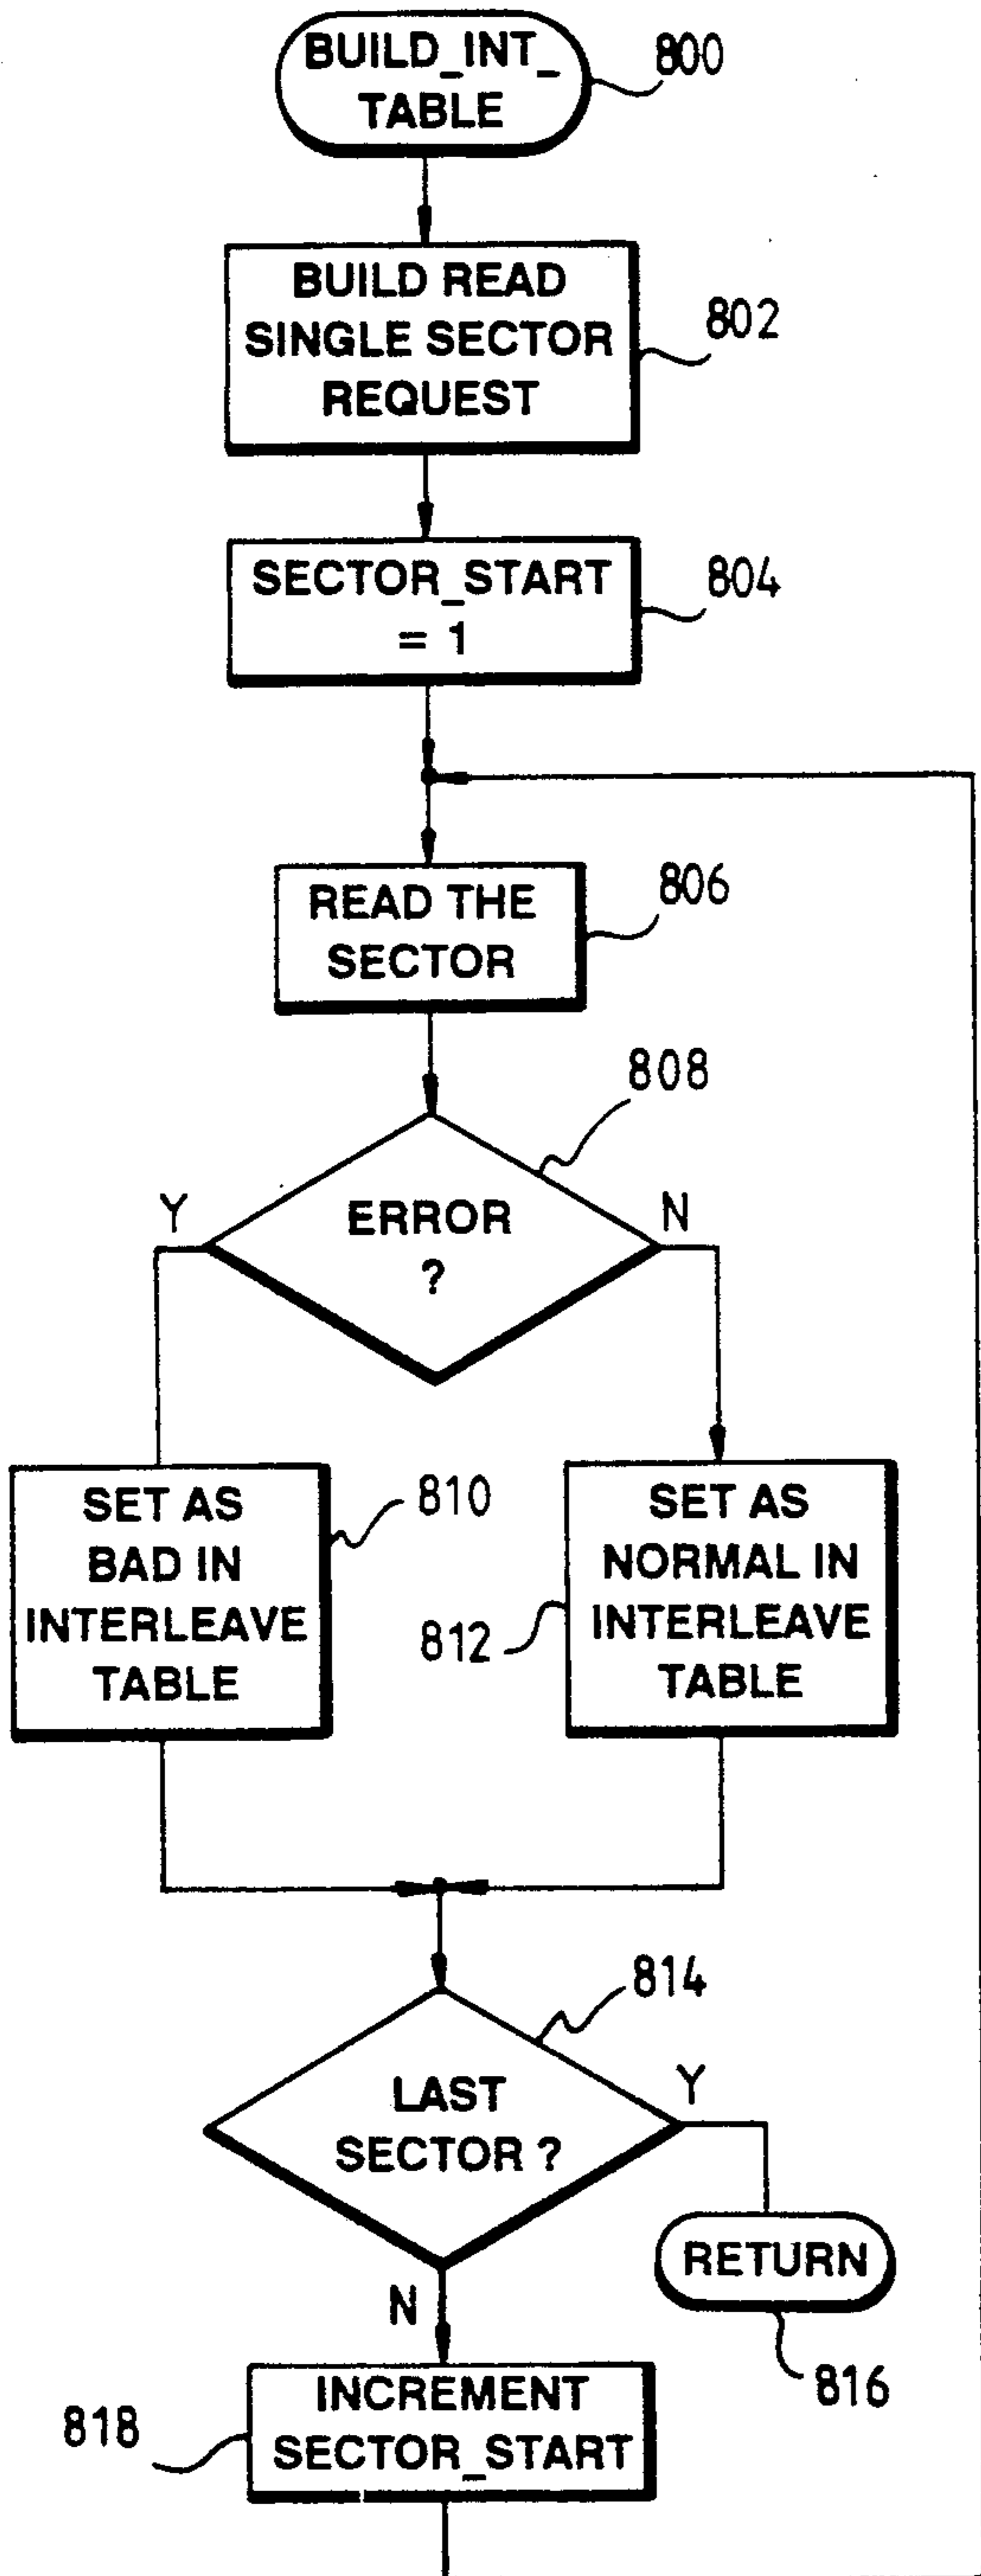 BUILD_INT_
TABLE
800
BUILD READ
SINGLE SECTOR
REQUEST
802
SECTOR_START
= 1
804
READ THE
SECTOR
806
808
Y
ERROR
?
N
SET AS
BAD IN
INTERLEAVE
TABLE
810
SET AS
NORMAL IN
INTERLEAVE
TABLE
812
814
LAST
SECTOR ?
Y
RETURN
816
N
INCREMENT
SECTOR_START
818